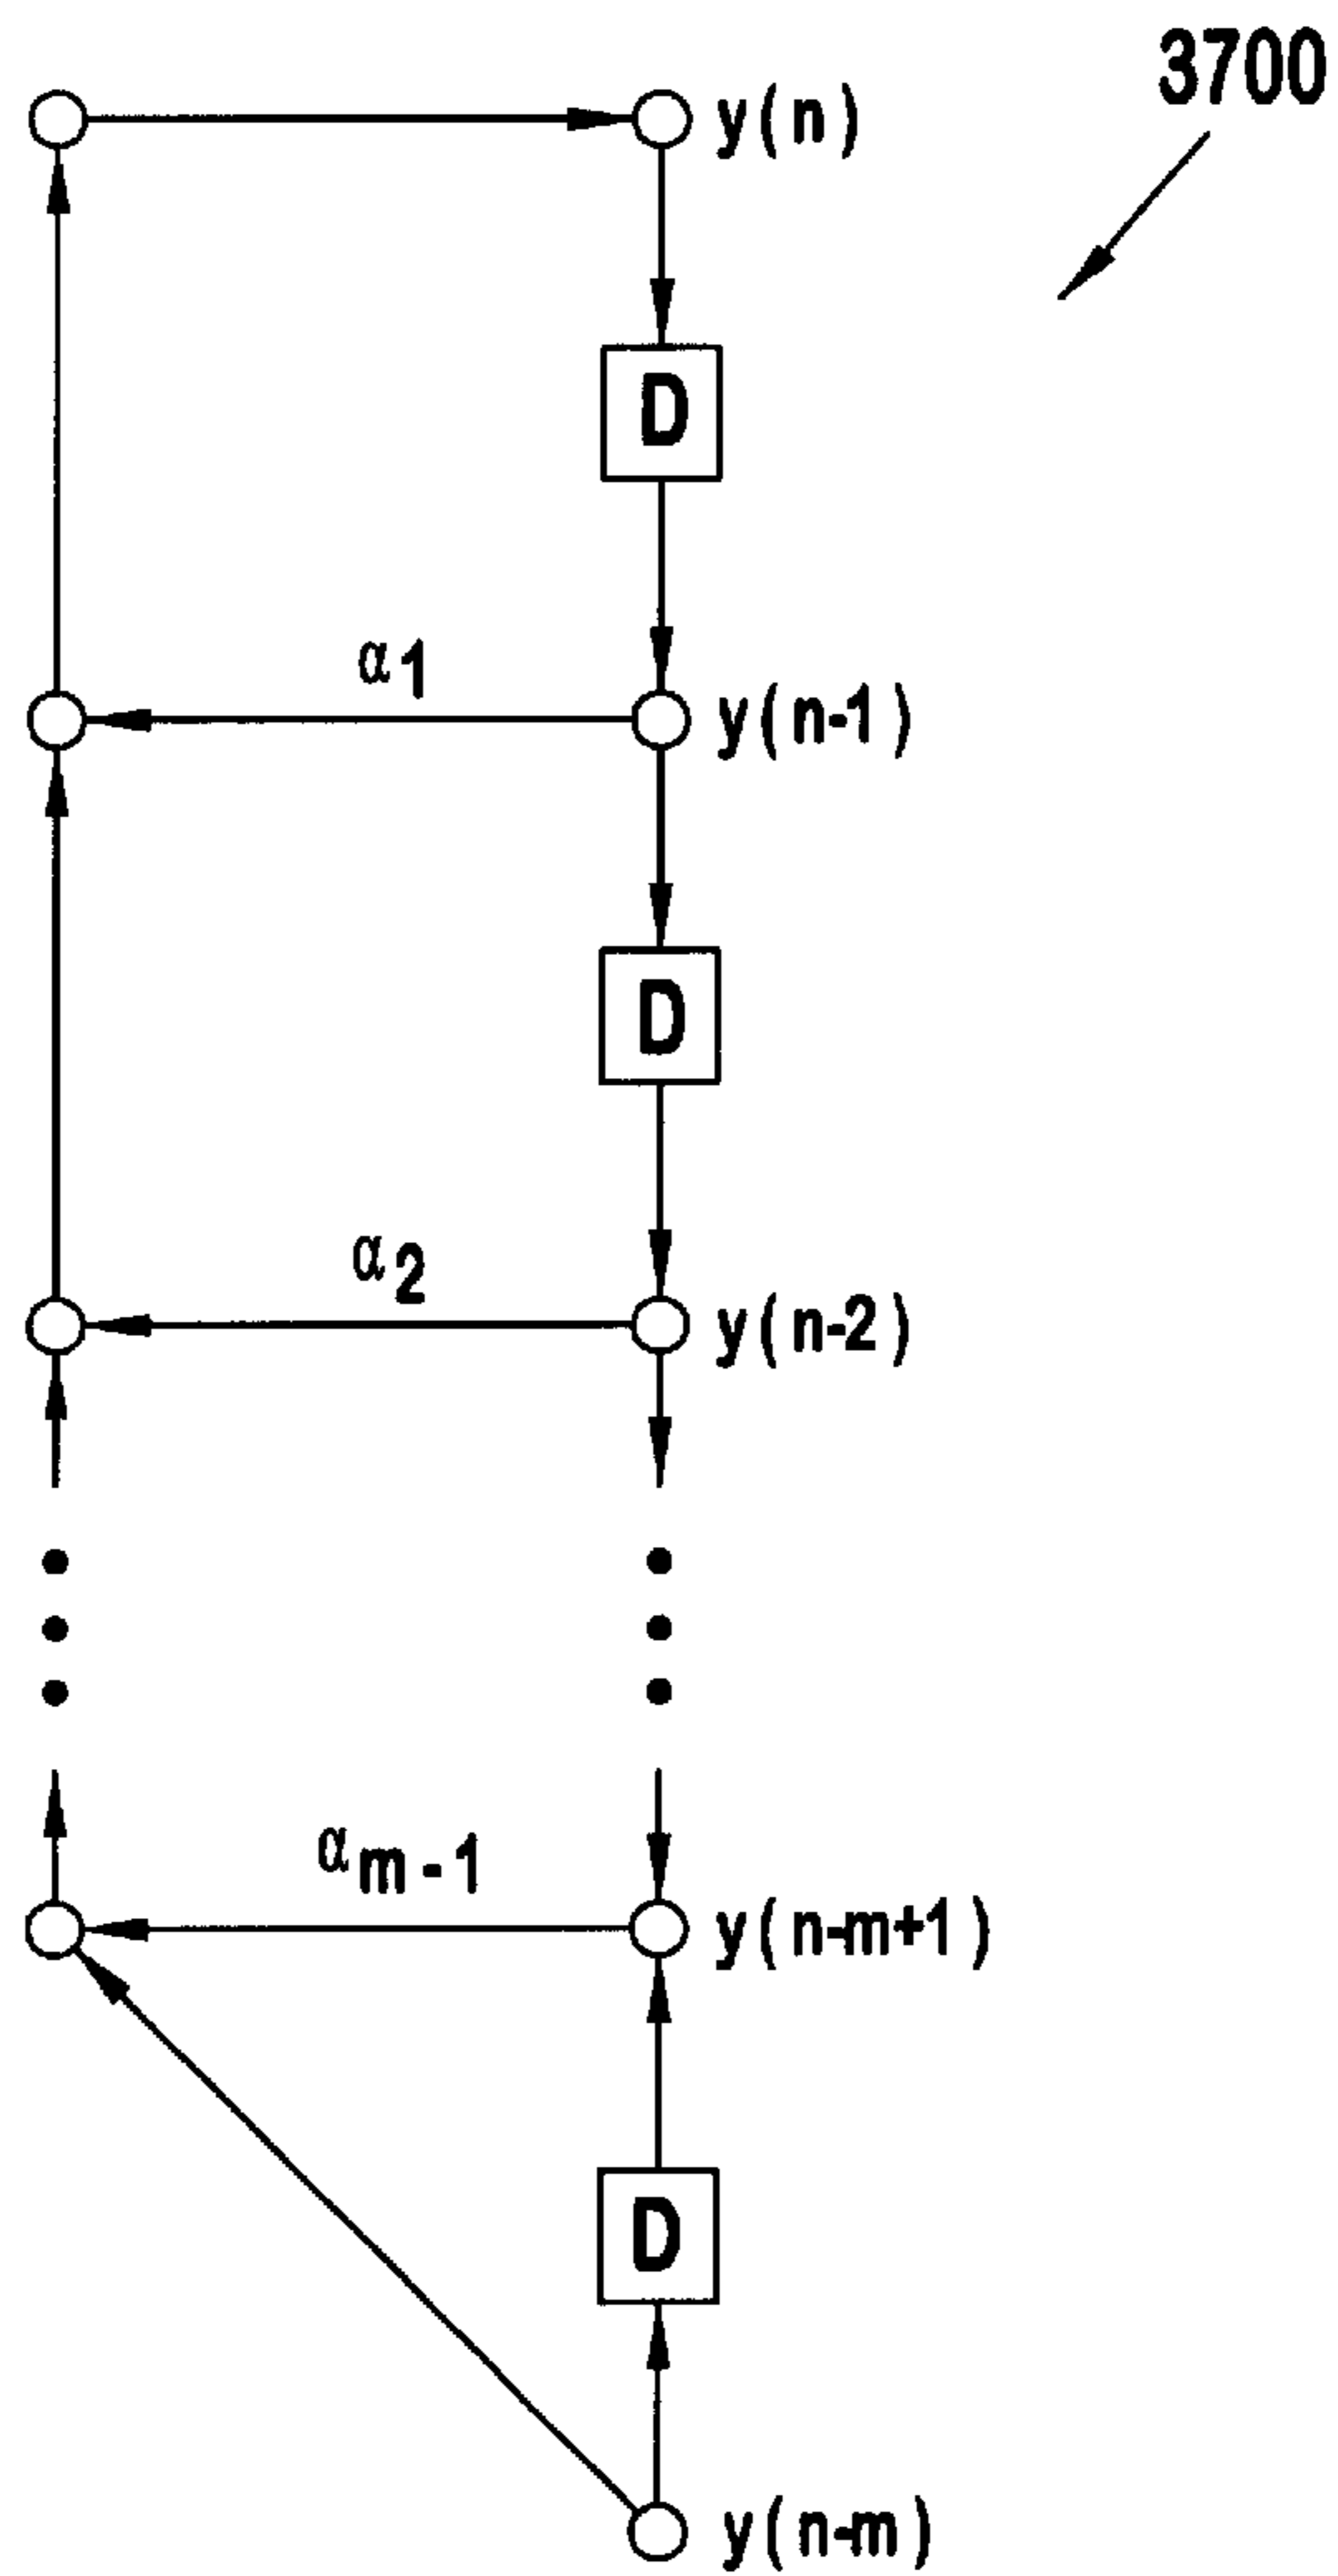 3700
y(n)
D
α1
y(n-1)
D
α2
y(n-2)
αm-1
y(n-m+1)
D
y(n-m)